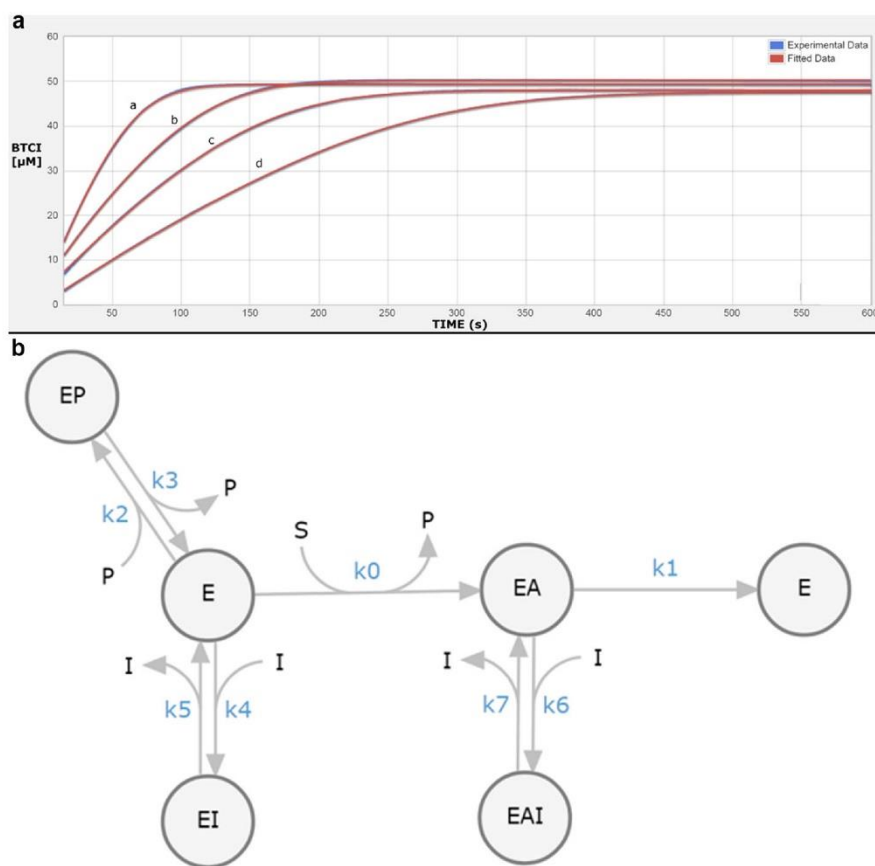 a
60
Experimental Data
Fitted Data
50
a
b
c
40
d
BTCI
[µM]
30
20
10
0
50 100 150 200 250 300 350 400 450 500 550 600
TIME (s)
b
EP
k3
P
k2
P
S
P
k0
k1
E
EA
E
I
I
I
I
k5
k4
k7
k6
EI
EAI